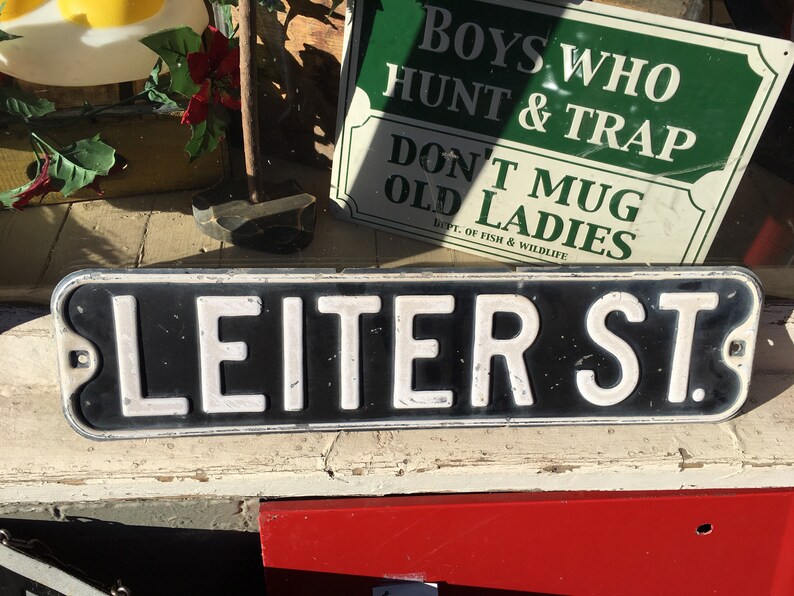 BOYS WHO
HUNT & TRAP
DON'T MUG
OLD LADIES
DEPT. OF FISH & WILDLIFE
LEITER ST.